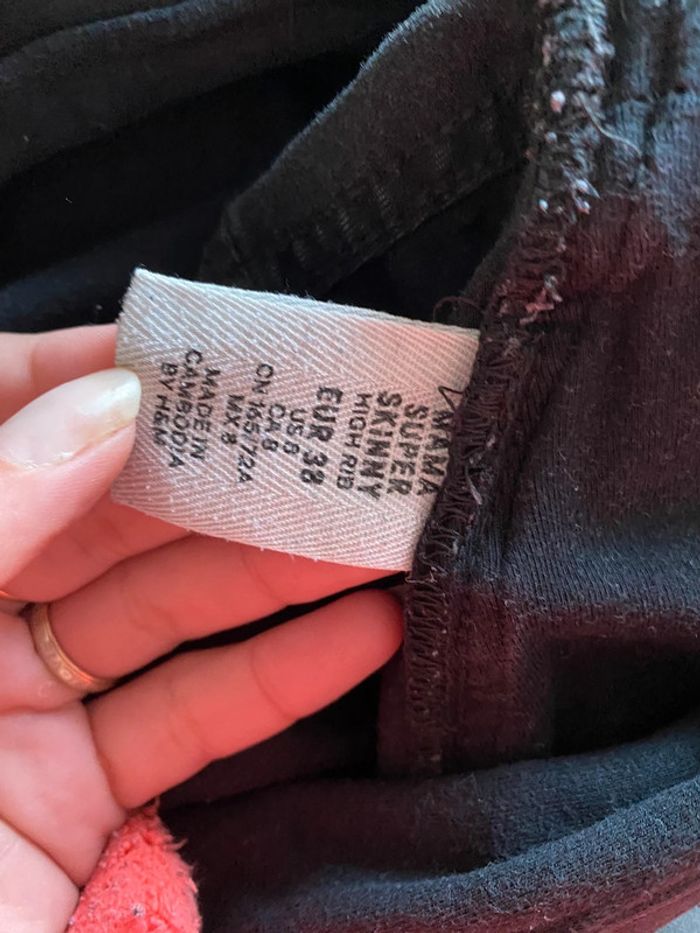 MAMA
SUPER
SKINNY
HIGH RIB
EUR 38
US 8
CA 8
CN 165/72A
MX 8
MADE IN
CAMBODIA
BY H&M